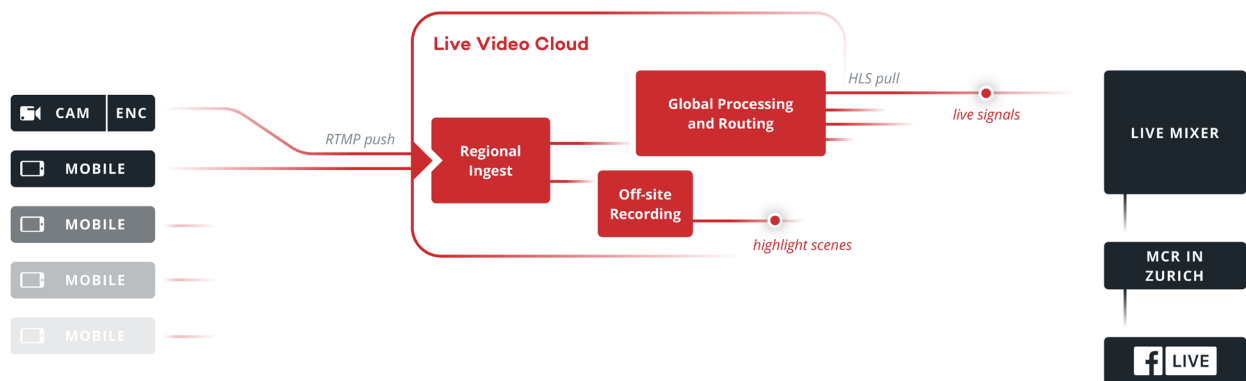 Live Video Cloud
CAM ENC
MOBILE
MOBILE
MOBILE
MOBILE
RTMP push
Regional
Ingest
Global Processing
and Routing
Off-site
Recording
highlight scenes
HLS pull
live signals
LIVE MIXER
MCR IN
ZURICH
f LIVE